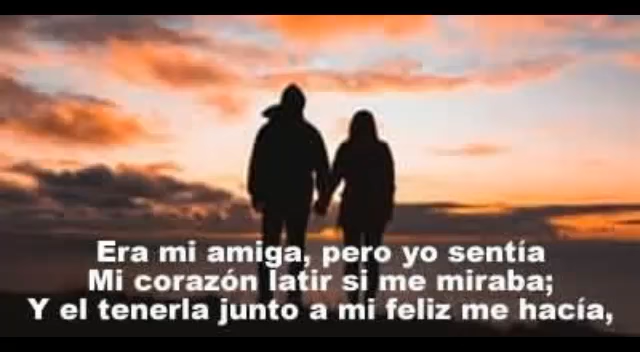 Era mi amiga, pero yo sentía
Mi corazón latir si me miraba;
Y el tenerla junto a mi feliz me hacía,